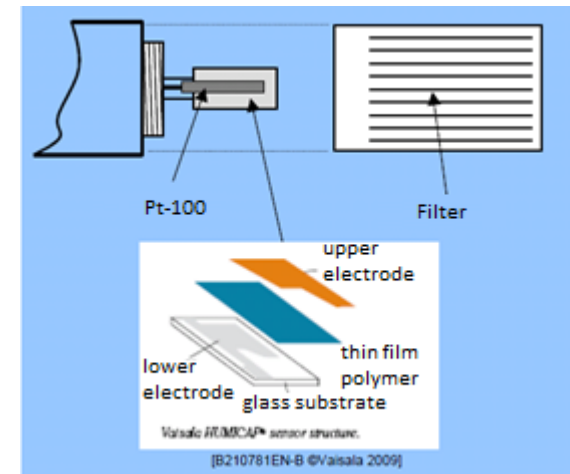 Pt-100
Filter
upper
electrode
thin film
polymer
lower
electrode
glass substrate
Vaisala HUMICAP® sensor structure.
[B210781EN-B ©Vaisala 2009]